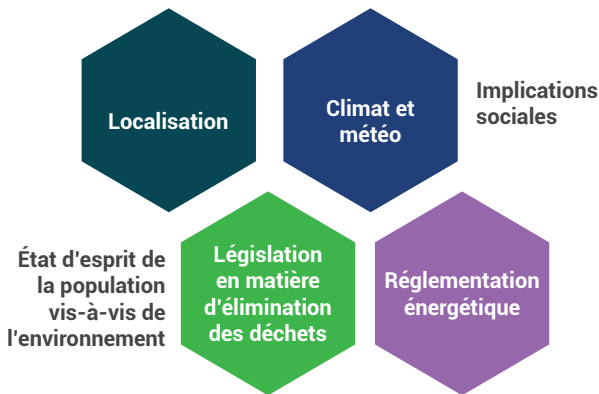 Localisation
Climat et
météo
Implications
sociales
État d'esprit de
la population
vis-à-vis de
l'environnement
Législation
en matière
d'élimination
des déchets
Réglementation
énergétique